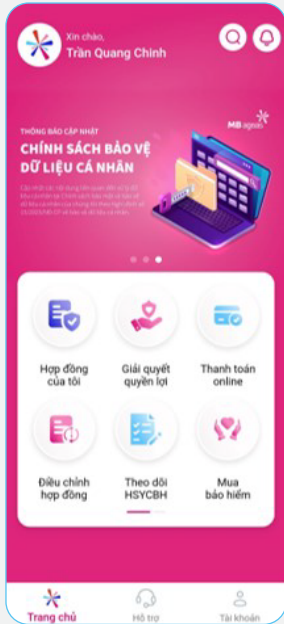 Xin chào,
Trần Quang Chinh
MB ageas
THÔNG BÁO CẬP NHẬT
CHÍNH SÁCH BẢO VỆ
DỮ LIỆU CÁ NHÂN
Hợp đồng
của tôi
Giải quyết
quyền lợi
Thanh toán
online
Điều chỉnh
hợp đồng
Theo dõi
HSYCBH
Mua
bảo hiểm
Trang chủ
Hỗ trợ
Tài khoản